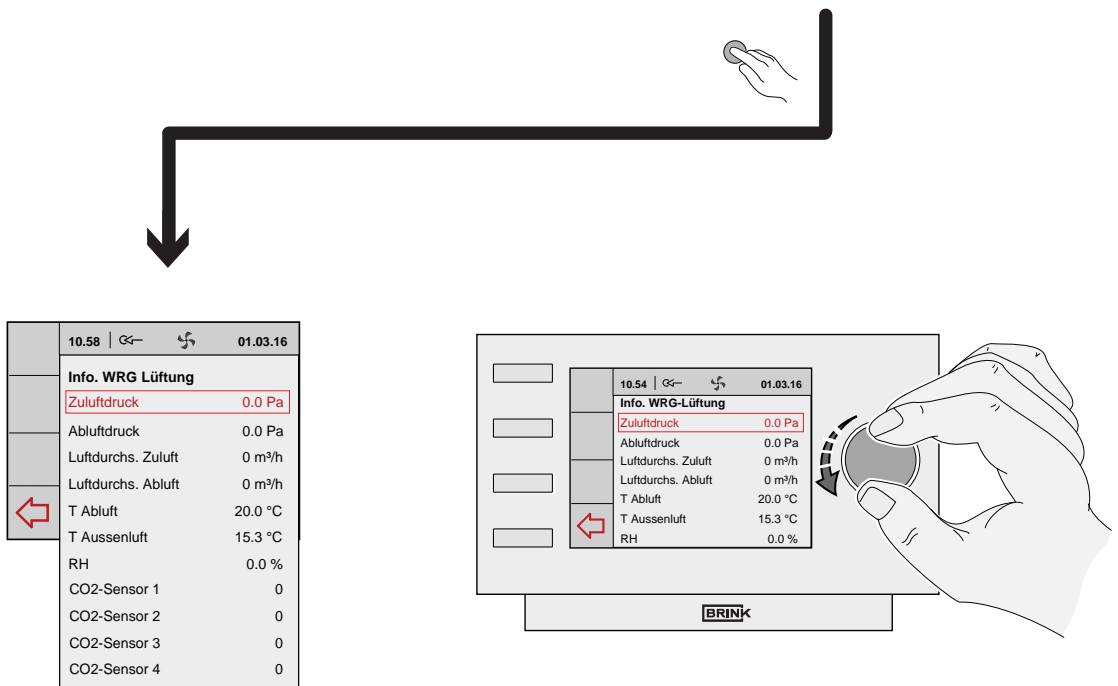 10.58 01.03.16
Info. WRG Lüftung
Zuluftdruck 0.0 Pa
Abluftdruck 0.0 Pa
Luftdurchs. Zuluft 0 m³/h
Luftdurchs. Abluft 0 m³/h
T Abluft 20.0 °C
T Aussenluft 15.3 °C
RH 0.0 %
CO2-Sensor 1 0
CO2-Sensor 2 0
CO2-Sensor 3 0
CO2-Sensor 4 0
10.54 01.03.16
Info. WRG-Lüftung
Zuluftdruck 0.0 Pa
Abluftdruck 0.0 Pa
Luftdurchs. Zuluft 0 m³/h
Luftdurchs. Abluft 0 m³/h
T Abluft 20.0 °C
T Aussenluft 15.3 °C
RH 0.0 %
BRINK